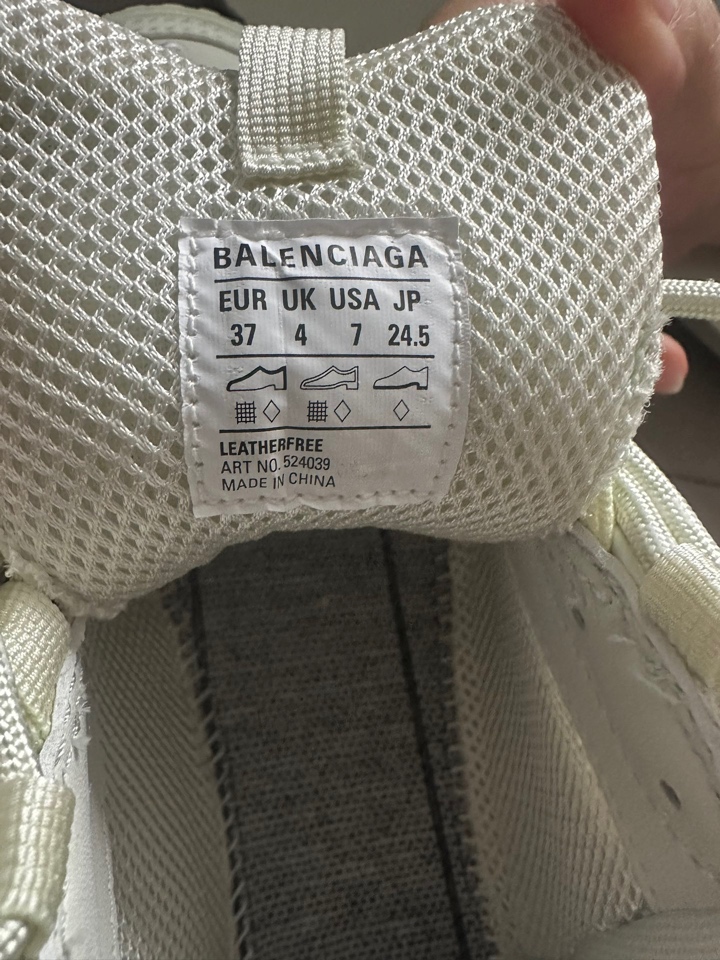 BALENCIAGA
EUR UK USA JP
37 4 7 24.5
LEATHERFREE
ART NO. 524039
MADE IN CHINA